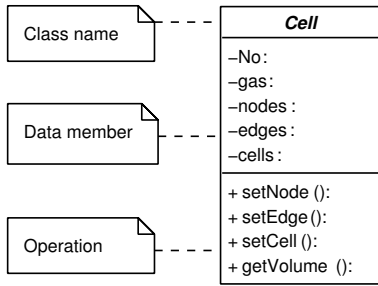 Class name
Data member
Operation
Cell
–No:
–gas:
–nodes:
–edges:
–cells:
+ setNode ():
+ setEdge():
+ setCell ():
+ getVolume ():